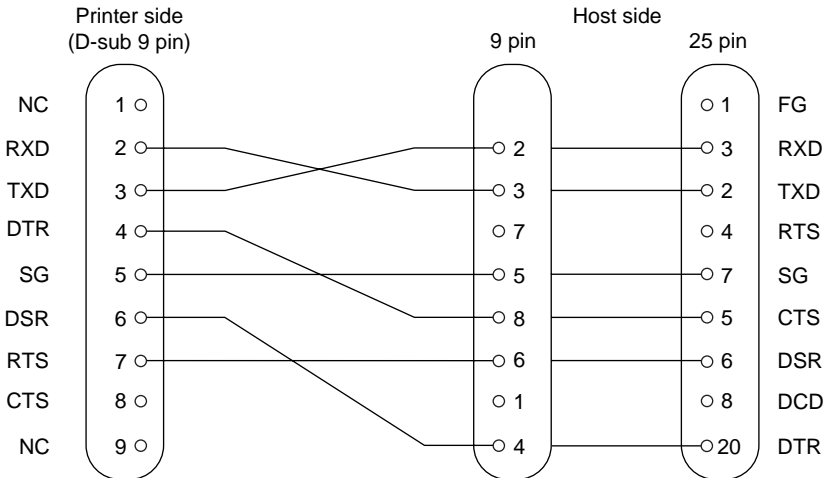 Printer side Host side
(D-sub 9 pin) 9 pin 25 pin
NC 1 1 FG
RXD 2 2 3 RXD
TXD 3 3 2 TXD
DTR 4 7 4 RTS
SG 5 5 7 SG
DSR 6 8 5 CTS
RTS 7 6 6 DSR
CTS 8 1 8 DCD
NC 9 4 20 DTR